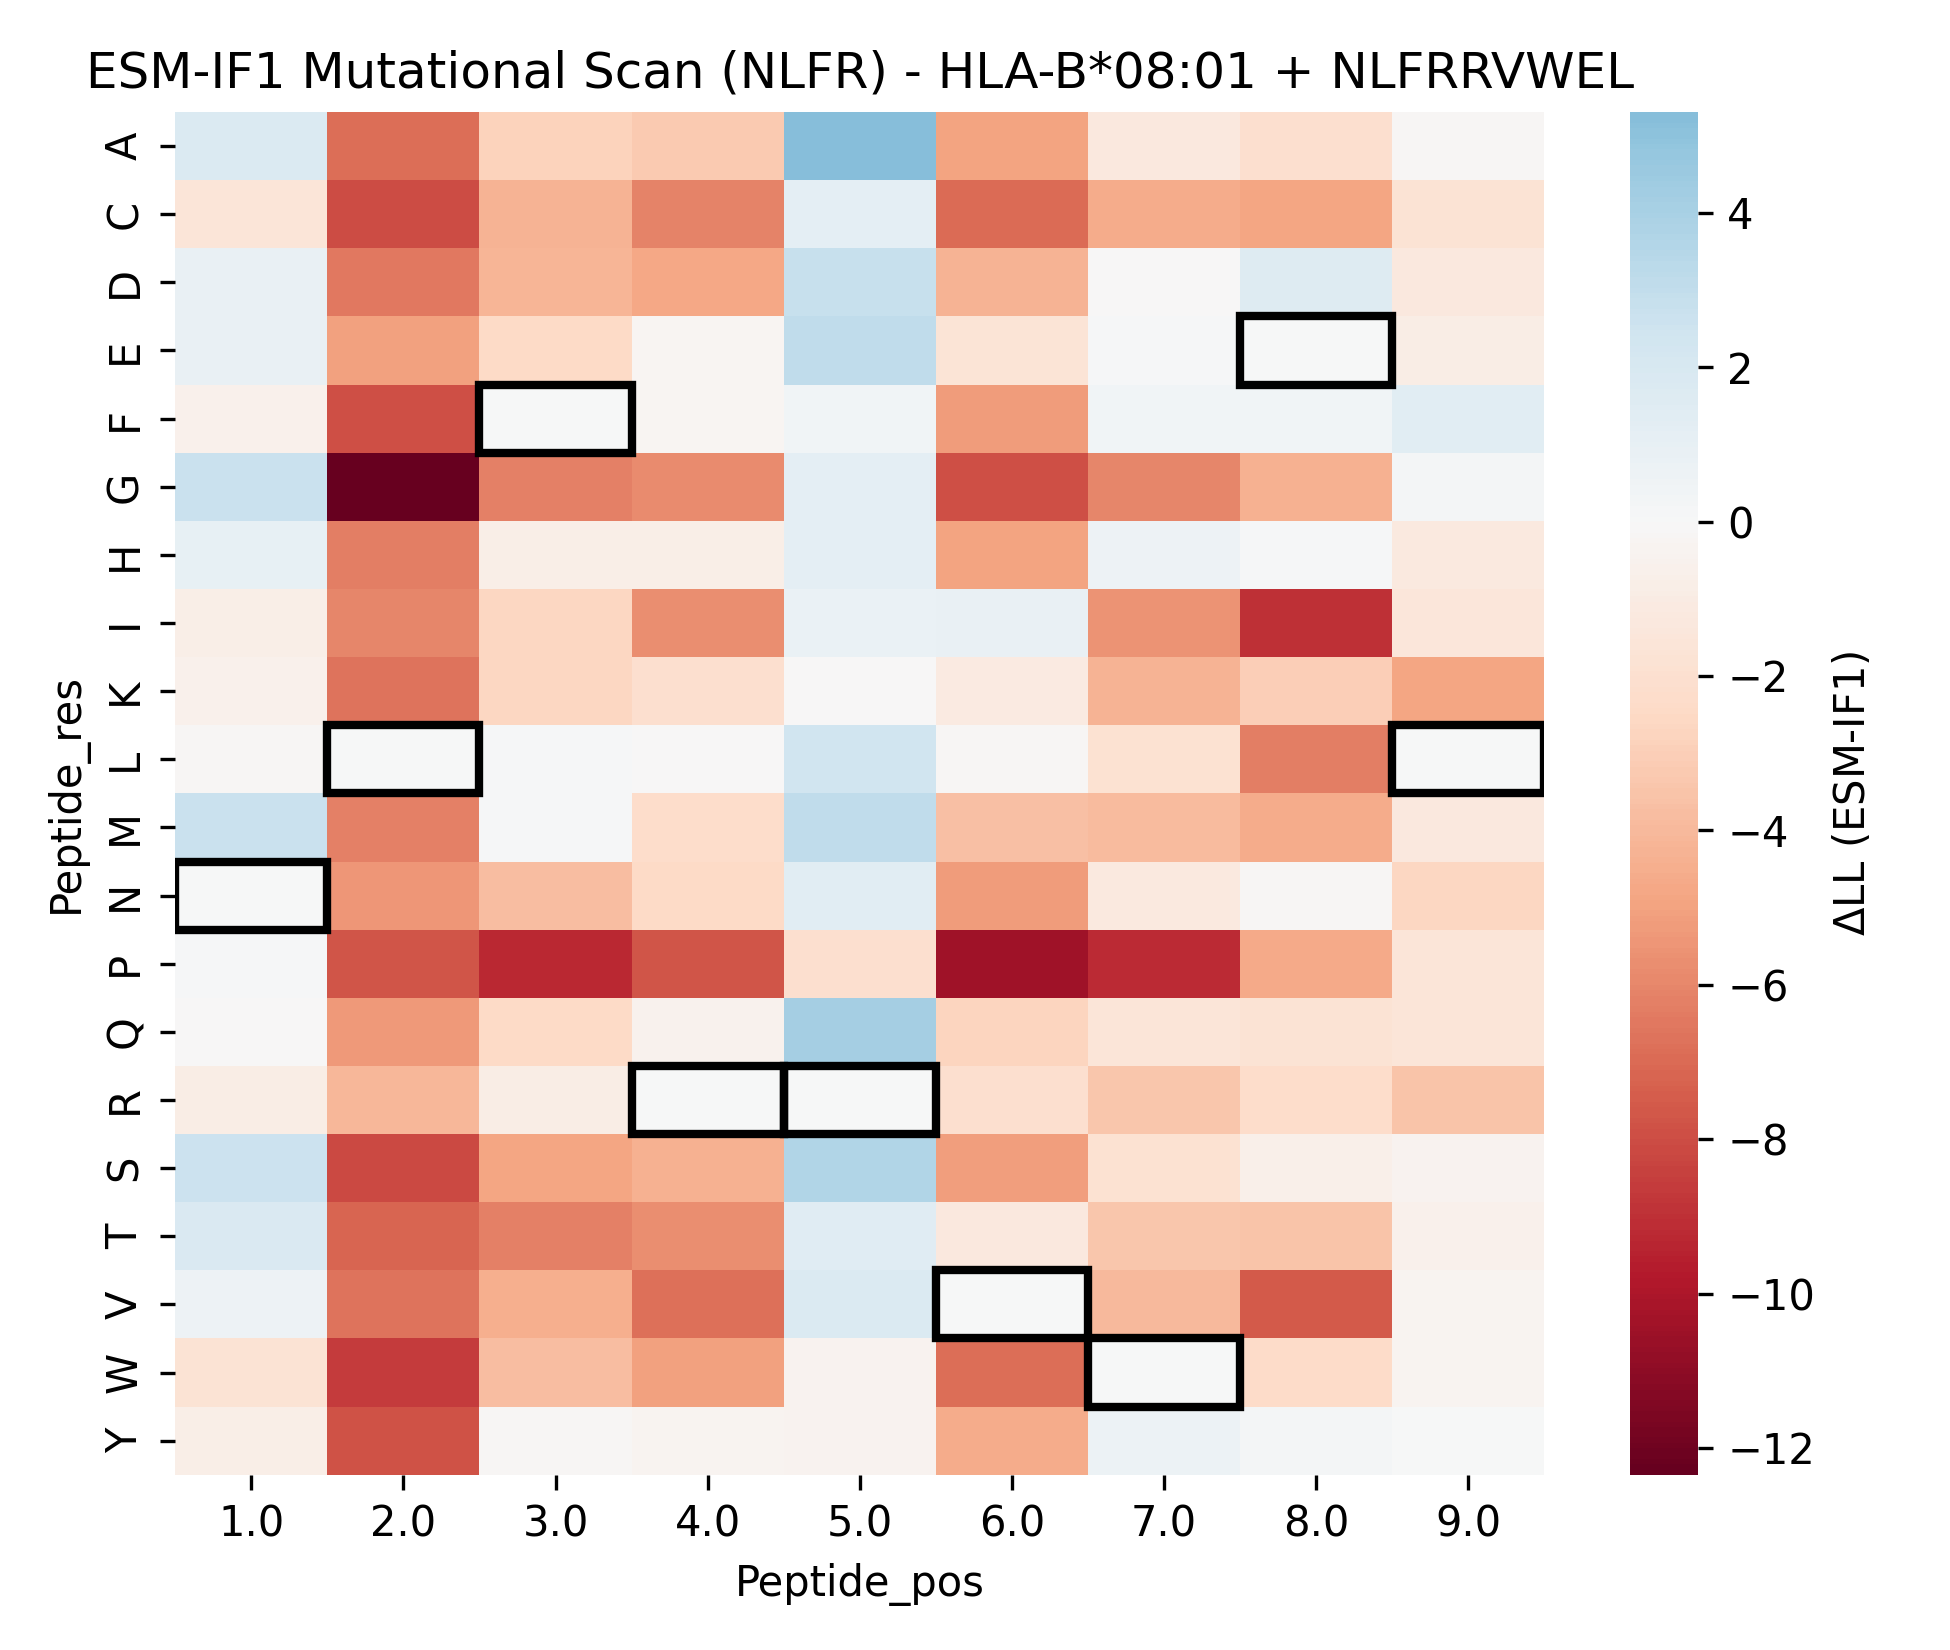 ESM-IF1 Mutational Scan (NLFR) - HLA-B*08:01 + NLFRRVWEL
A
C
D
E
F
G
H
I
K
L
M
N
P
Q
R
S
T
V
W
Y
Peptide_res
1.0 2.0 3.0 4.0 5.0 6.0 7.0 8.0 9.0
Peptide_pos
4
2
0
−2
−4
−6
−8
−10
−12
ΔLL (ESM-IF1)